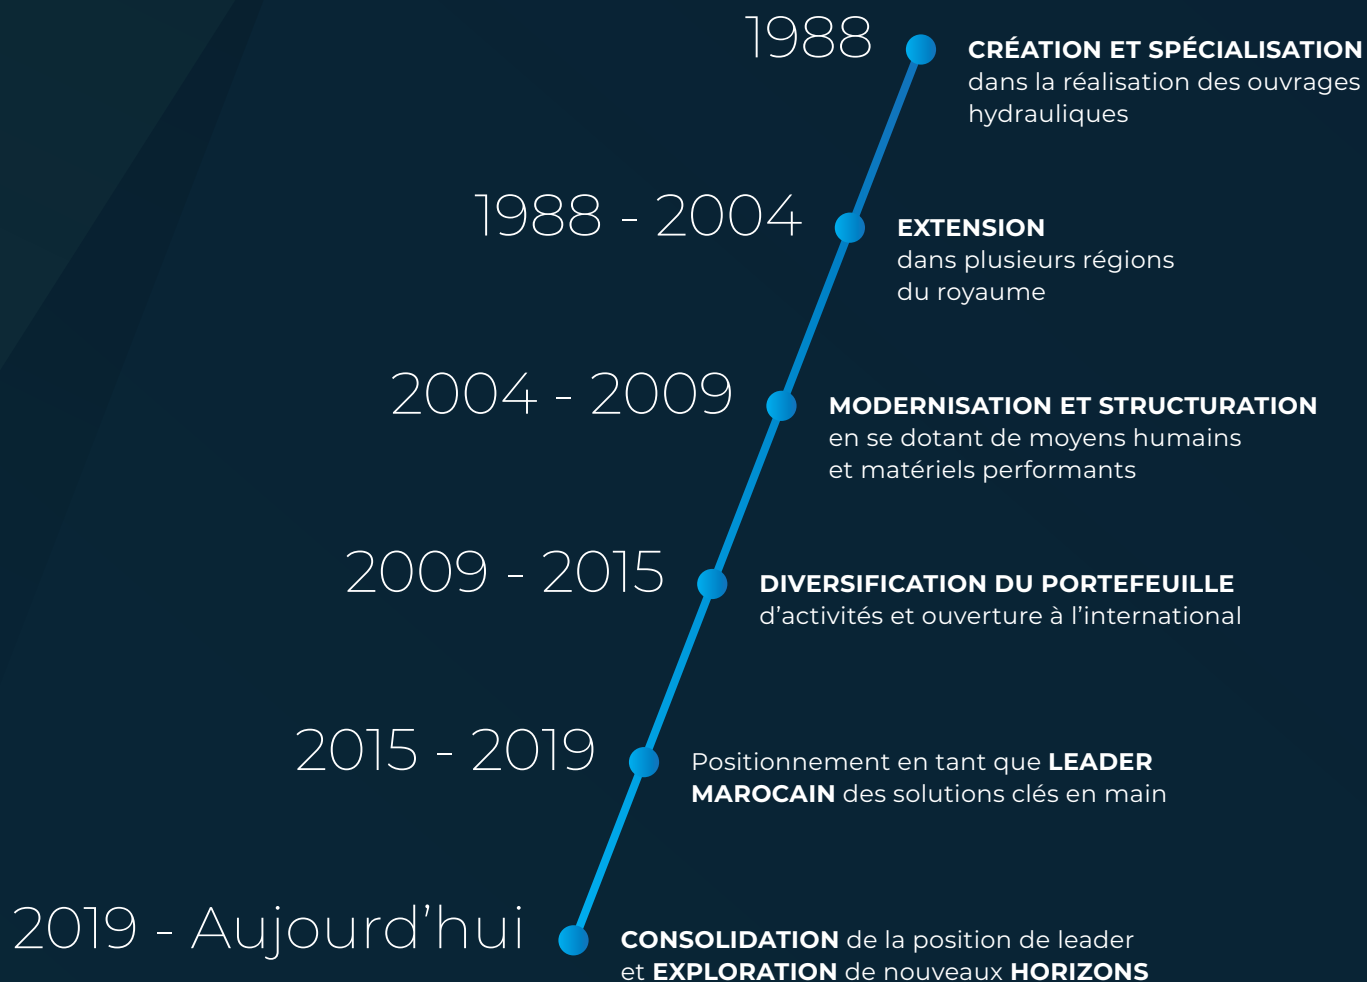 1988
CRÉATION ET SPÉCIALISATION
dans la réalisation des ouvrages
hydrauliques
1988 - 2004
EXTENSION
dans plusieurs régions
du royaume
2004 - 2009
MODERNISATION ET STRUCTURATION
en se dotant de moyens humains
et matériels performants
2009 - 2015
DIVERSIFICATION DU PORTEFEUILLE
d’activités et ouverture à l’international
2015 - 2019
Positionnement en tant que LEADER
MAROCAIN des solutions clés en main
2019 - Aujourd’hui
CONSOLIDATION de la position de leader
et EXPLORATION de nouveaux HORIZONS